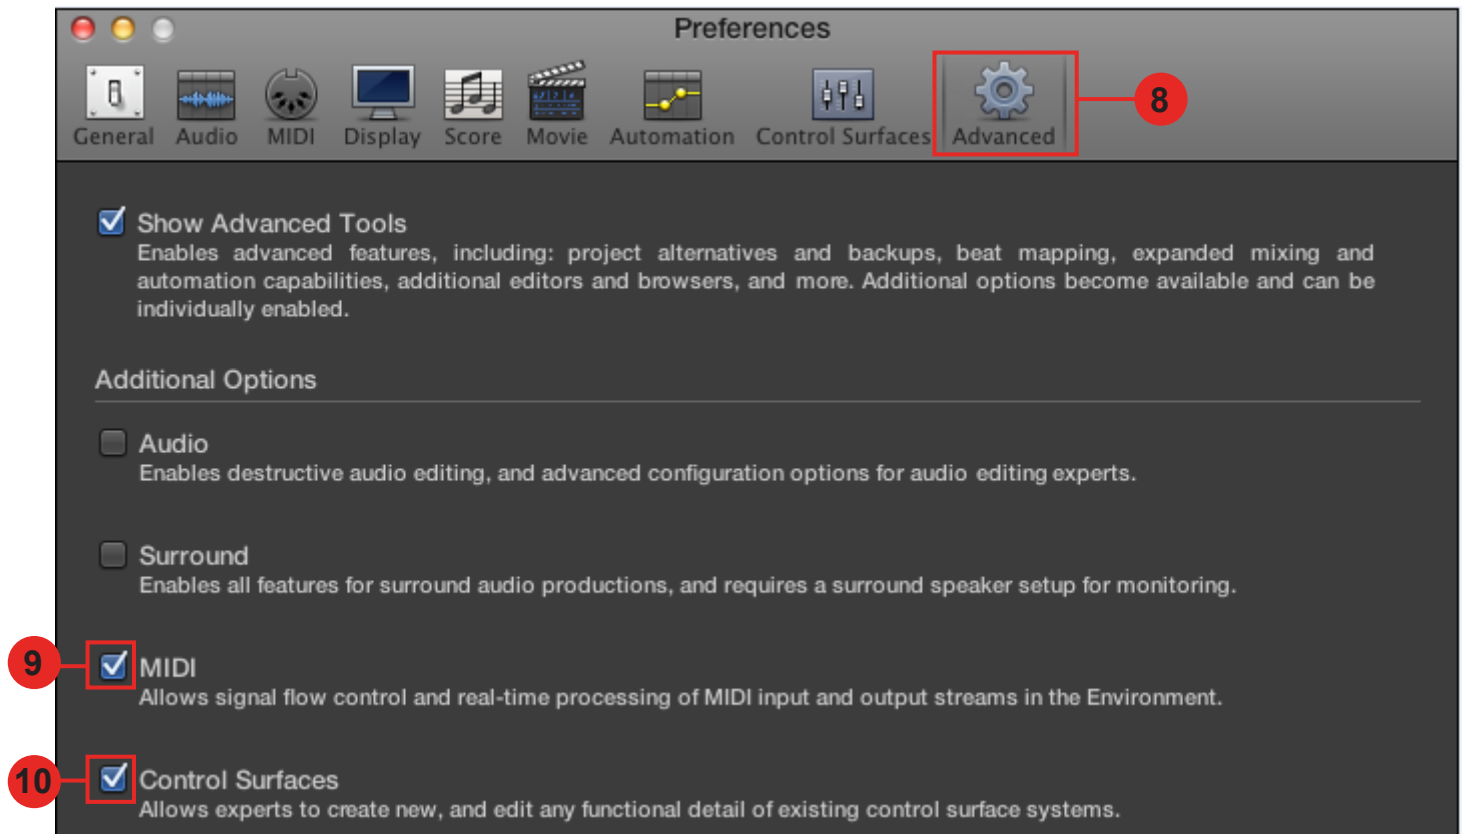 Preferences
General Audio MIDI Display Score Movie Automation Control Surfaces Advanced
8
Show Advanced Tools
Enables advanced features, including: project alternatives and backups, beat mapping, expanded mixing and
automation capabilities, additional editors and browsers, and more. Additional options become available and can be
individually enabled.
Additional Options
Audio
Enables destructive audio editing, and advanced configuration options for audio editing experts.
Surround
Enables all features for surround audio productions, and requires a surround speaker setup for monitoring.
9
MIDI
Allows signal flow control and real-time processing of MIDI input and output streams in the Environment.
10
Control Surfaces
Allows experts to create new, and edit any functional detail of existing control surface systems.